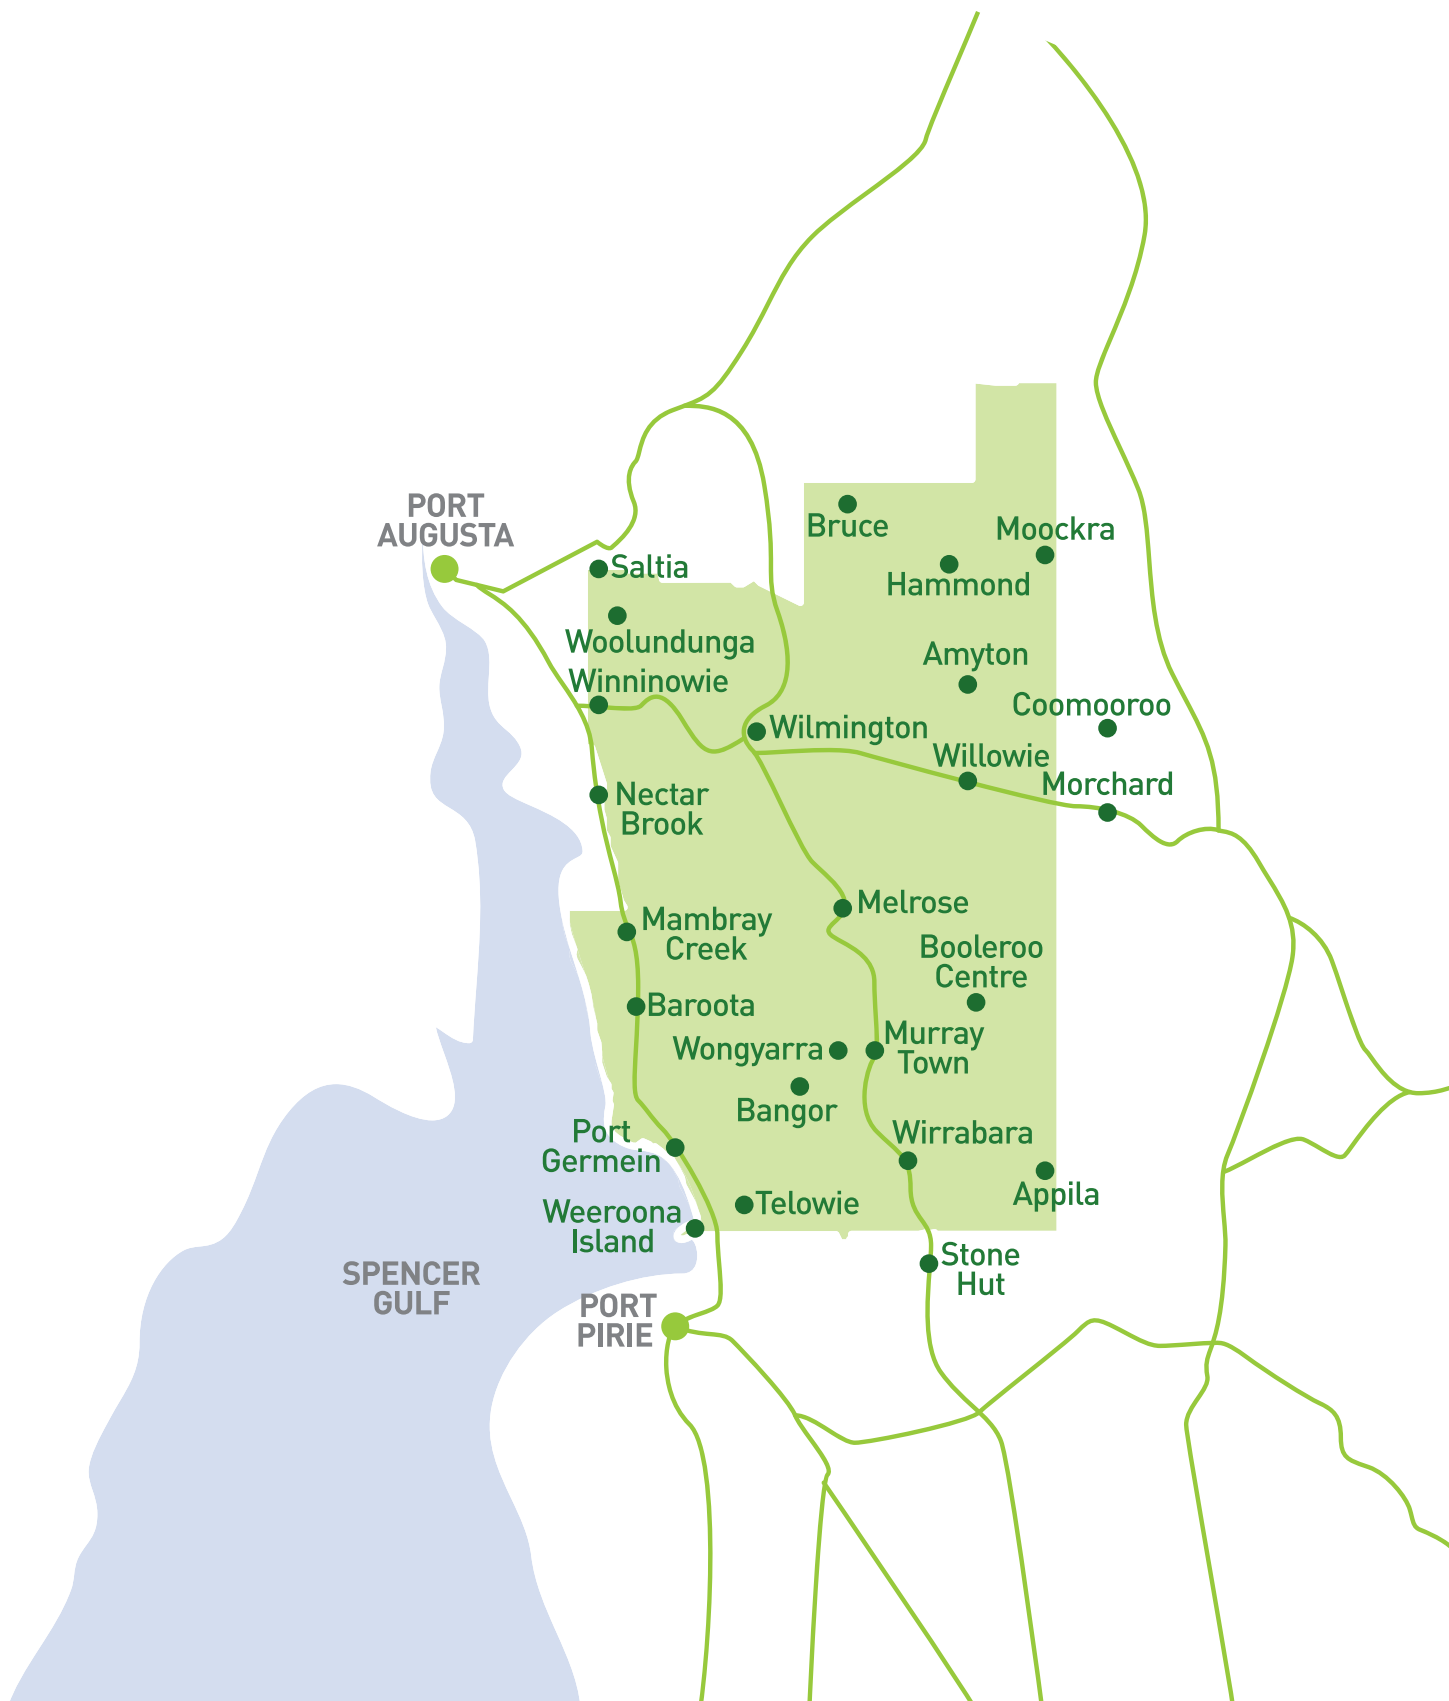 PORT
AUGUSTA
Bruce
Moockra
Saltia
Hammond
Woolundunga
Amyton
Winninowie
Coomooroo
Wilmington
Willowie
Morchard
Nectar
Brook
Melrose
Mambray
Creek
Booleroo
Centre
Baroota
Murray
Town
Wongyarra
Bangor
Port
Germein
Wirrabara
Appila
Telowie
Weeroona
Island
Stone
Hut
SPENCER
GULF
PORT
PIRIE